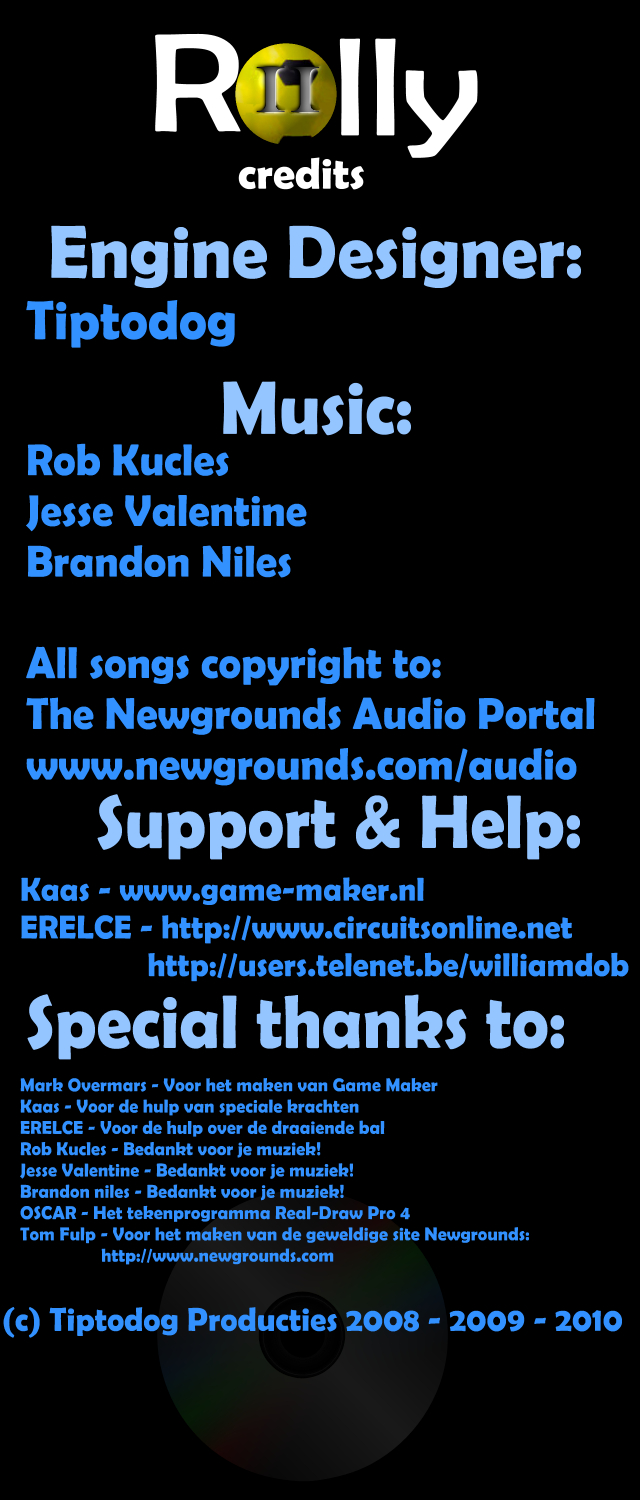 Rolly
II
credits
Engine Designer:
Tiptodog
Music:
Rob Kucles
Jesse Valentine
Brandon Niles
All songs copyright to:
The Newgrounds Audio Portal
www.newgrounds.com/audio
Support & Help:
Kaas - www.game-maker.nl
ERELCE - http://www.circuitsonline.net
http://users.telenet.be/williamdob
Special thanks to:
Mark Overmars - Voor het maken van Game Maker
Kaas - Voor de hulp van speciale krachten
ERELCE - Voor de hulp over de draaiende bal
Rob Kucles - Bedankt voor je muziek!
Jesse Valentine - Bedankt voor je muziek!
Brandon niles - Bedankt voor je muziek!
OSCAR - Het tekenprogramma Real-Draw Pro 4
Tom Fulp - Voor het maken van de geweldige site Newgrounds:
http://www.newgrounds.com
(c) Tiptodog Producties 2008 - 2009 - 2010